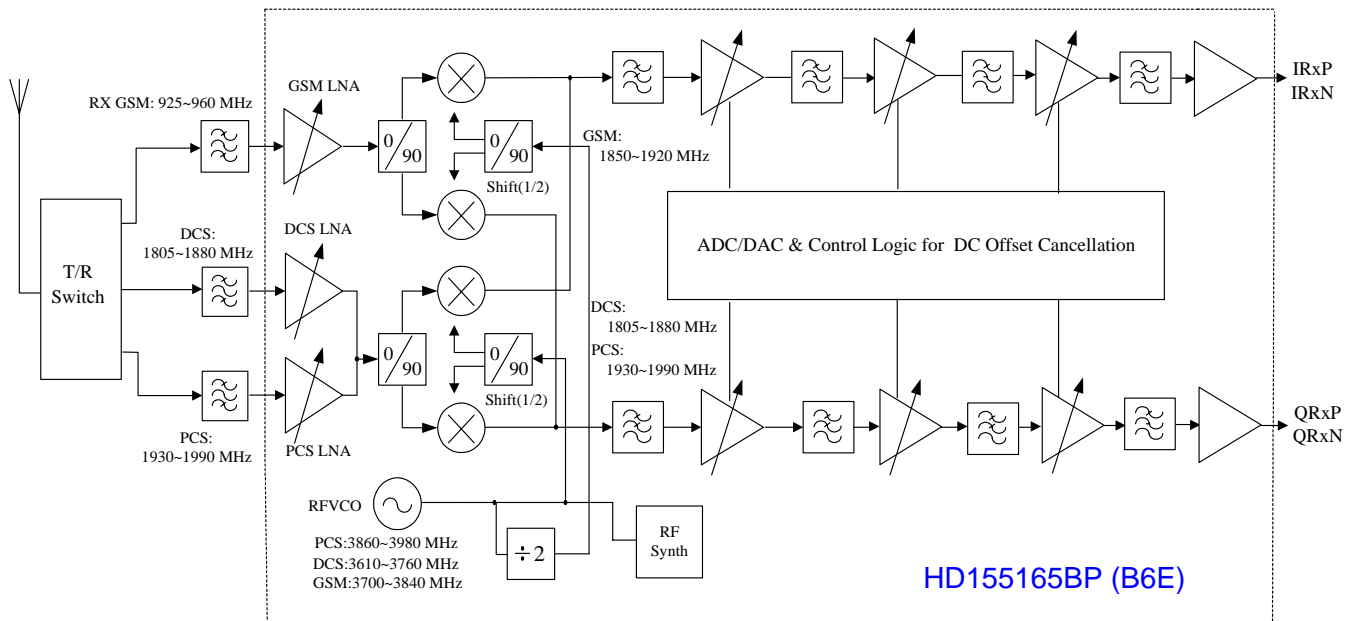 RX GSM: 925~960 MHz
GSM LNA
0/90
0/90
Shift(1/2)
GSM:
1850~1920 MHz
IRxP
IRxN
T/R
Switch
DCS:
1805~1880 MHz
DCS LNA
0/90
0/90
Shift(1/2)
ADC/DAC & Control Logic for DC Offset Cancellation
DCS:
1805~1880 MHz
PCS:
1930~1990 MHz
PCS:
1930~1990 MHz
PCS LNA
QRxP
QRxN
RFVCO
PCS:3860~3980 MHz
DCS:3610~3760 MHz
GSM:3700~3840 MHz
÷2
RF
Synth
HD155165BP (B6E)